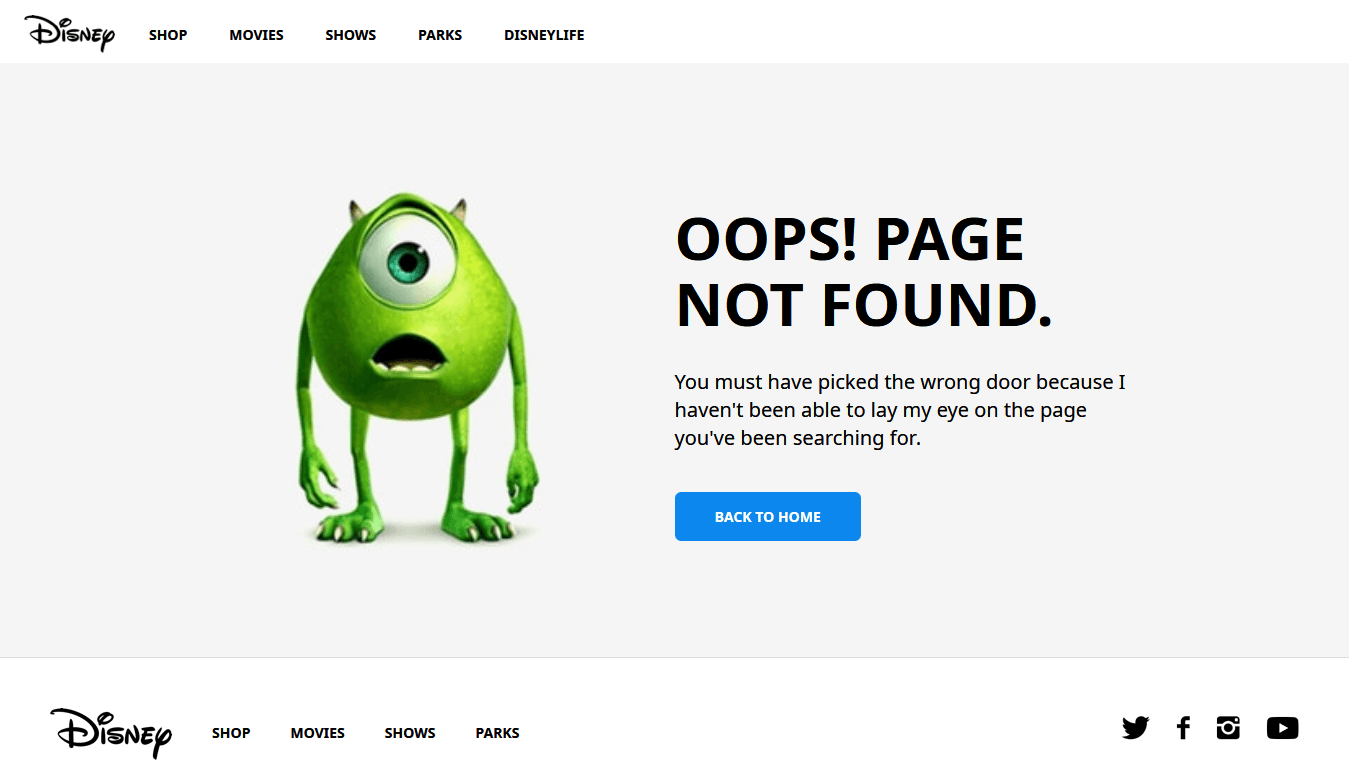 Disney SHOP MOVIES SHOWS PARKS DISNEYLIFE
OOPS! PAGE
NOT FOUND.
You must have picked the wrong door because I
haven't been able to lay my eye on the page
you've been searching for.
BACK TO HOME
Disney SHOP MOVIES SHOWS PARKS